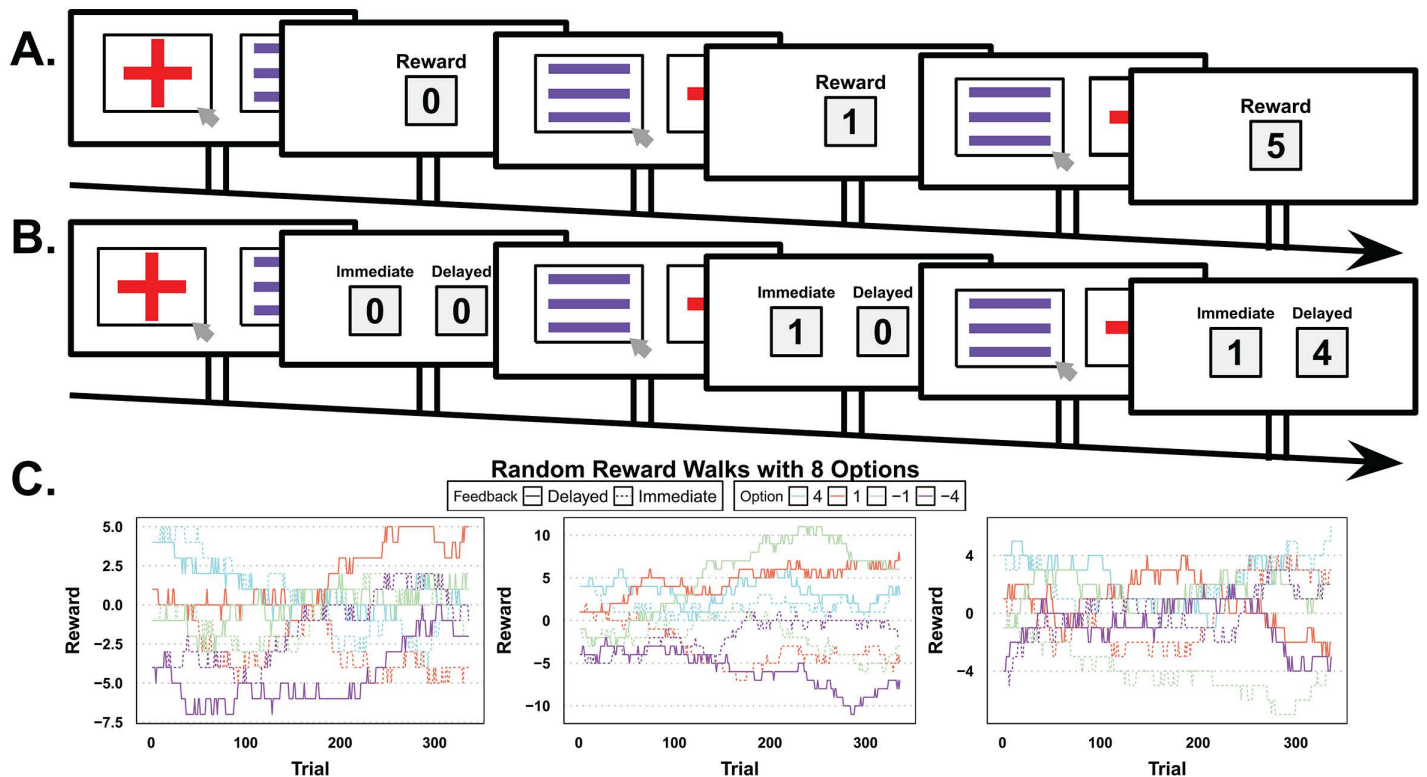 A.
Reward
0
Reward
1
Reward
5
B.
Immediate Delayed
0 0
Immediate Delayed
1 0
Immediate Delayed
1 4
C.
Random Reward Walks with 8 Options
Feedback Delayed Immediate Option 4 1 −1 −4
Reward
5.0
2.5
0.0
−2.5
−5.0
−7.5
0 100 200 300
Trial
Reward
10
5
0
−5
−10
0 100 200 300
Trial
Reward
4
0
−4
0 100 200 300
Trial